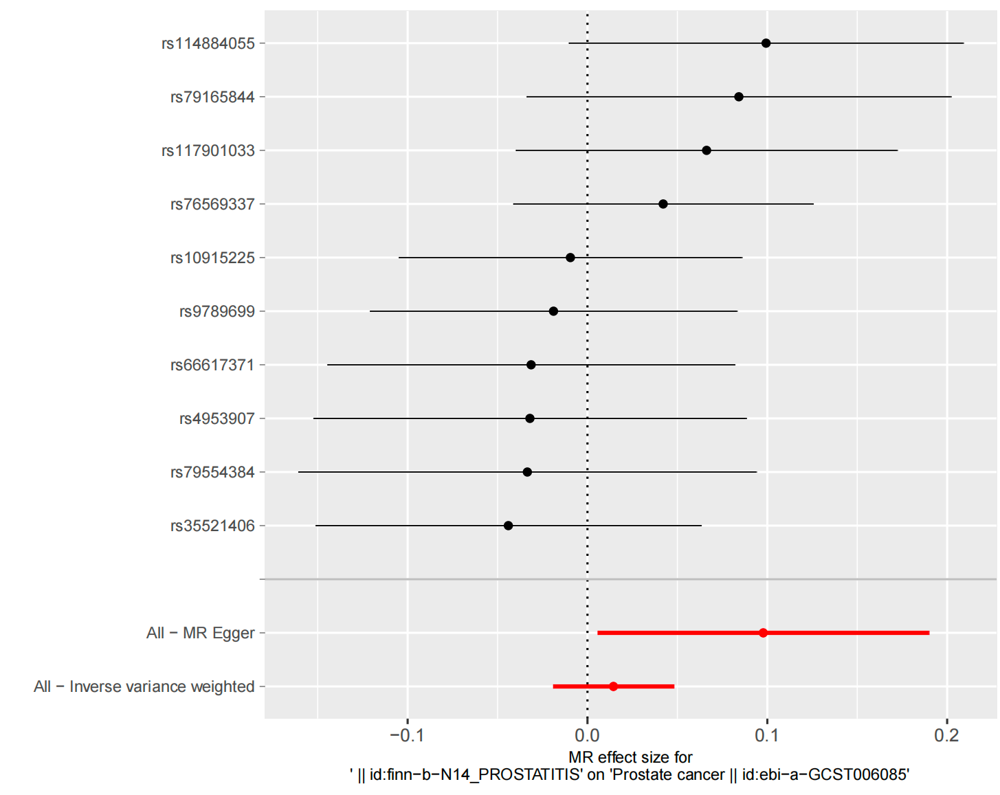 rs114884055
rs79165844
rs117901033
rs76569337
rs10915225
rs9789699
rs66617371
rs4953907
rs79554384
rs35521406
All − MR Egger
All − Inverse variance weighted
−0.1 0.0 0.1 0.2
MR effect size for
' || id:finn−b−N14_PROSTATITIS' on 'Prostate cancer || id:ebi−a−GCST006085'